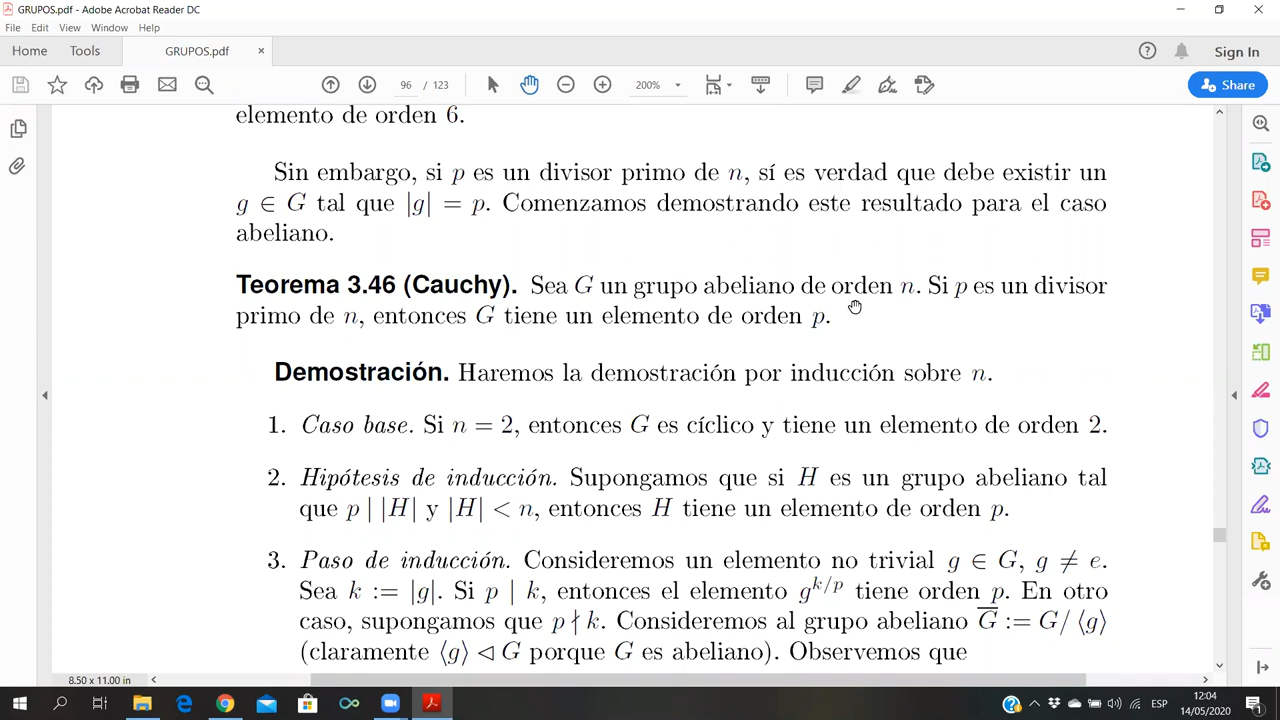 GRUPOS.pdf - Adobe Acrobat Reader DC
File Edit View Window Help
Home Tools GRUPOS.pdf × Sign In
96 / 123 200% Share
elemento de orden 6.
Sin embargo, si p es un divisor primo de n, sí es verdad que debe existir un
g ∈ G tal que |g| = p. Comenzamos demostrando este resultado para el caso
abeliano.
Teorema 3.46 (Cauchy). Sea G un grupo abeliano de orden n. Si p es un divisor
primo de n, entonces G tiene un elemento de orden p.
Demostración. Haremos la demostración por inducción sobre n.
1. Caso base. Si n = 2, entonces G es cíclico y tiene un elemento de orden 2.
2. Hipótesis de inducción. Supongamos que si H es un grupo abeliano tal
que p | |H| y |H| < n, entonces H tiene un elemento de orden p.
3. Paso de inducción. Consideremos un elemento no trivial g ∈ G, g ≠ e.
Sea k := |g|. Si p | k, entonces el elemento g^{k/p} tiene orden p. En otro
caso, supongamos que p ∤ k. Consideremos al grupo abeliano G̅ := G/ ⟨g⟩
(claramente ⟨g⟩ ◁ G porque G es abeliano). Observemos que
8.50 x 11.00 in
ESP 12:04
14/05/2020